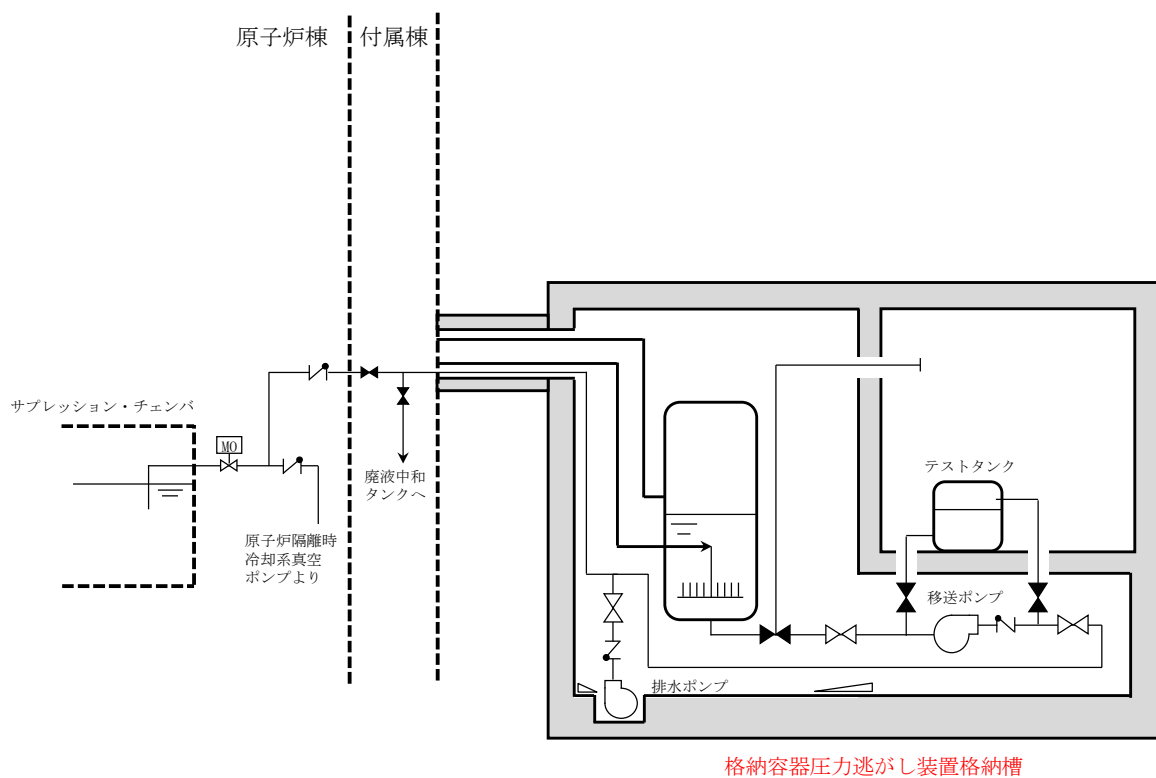 原子炉棟
付属棟
サプレッション・チェンバ
MO
廃液中和
タンクへ
原子炉隔離時
冷却系真空
ポンプより
テストタンク
移送ポンプ
排水ポンプ
格納容器圧力逃がし装置格納槽